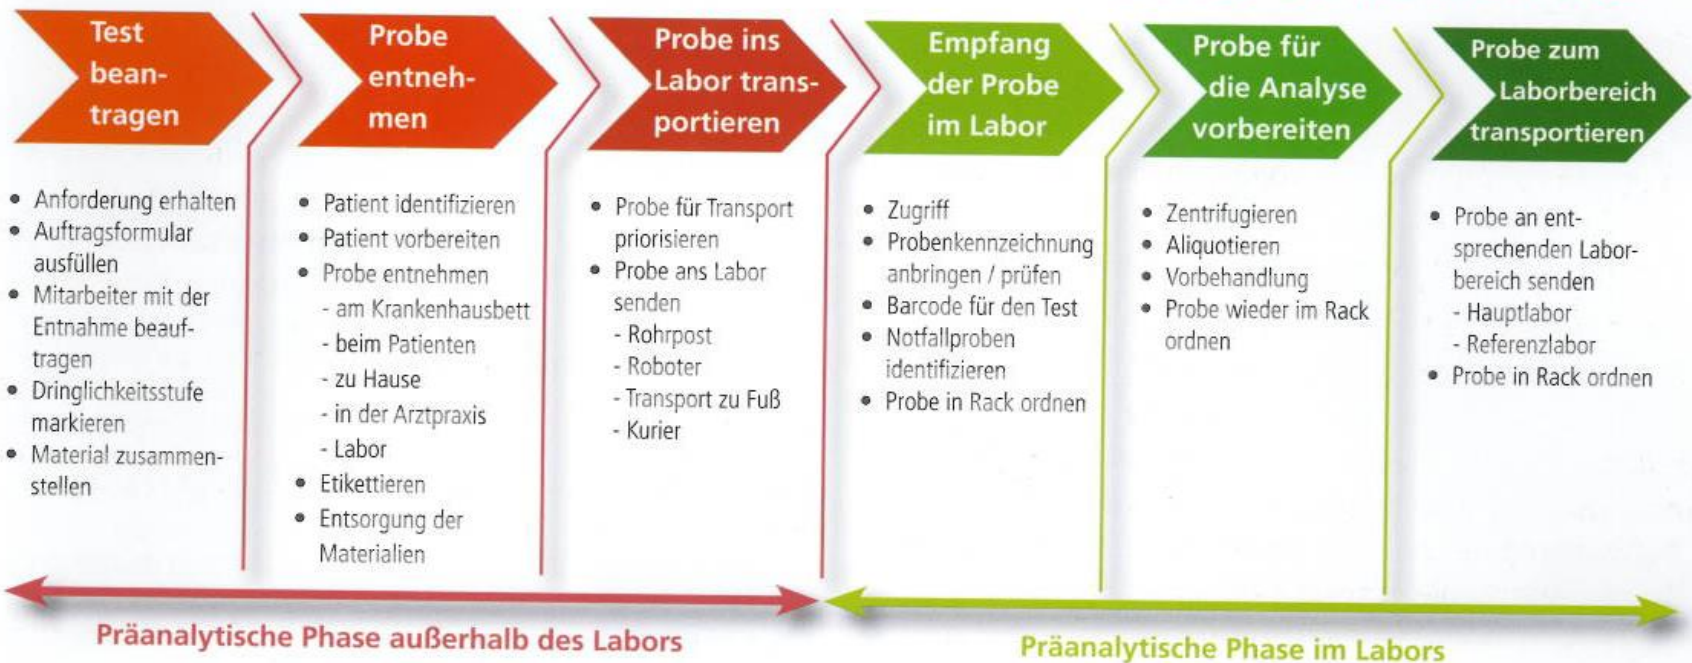 Test
bean-
tragen
Probe
entneh-
men
Probe ins
Labor trans-
portieren
Empfang
der Probe
im Labor
Probe für
die Analyse
vorbereiten
Probe zum
Laborbereich
transportieren
• Anforderung erhalten
• Auftragsformular
ausfüllen
• Mitarbeiter mit der
Entnahme beauf-
tragen
• Dringlichkeitsstufe
markieren
• Material zusammen-
stellen
• Patient identifizieren
• Patient vorbereiten
• Probe entnehmen
- am Krankenhausbett
- beim Patienten
- zu Hause
- in der Arztpraxis
- Labor
• Etikettieren
• Entsorgung der
Materialien
• Probe für Transport
priorisieren
• Probe ans Labor
senden
- Rohrpost
- Roboter
- Transport zu Fuß
- Kurier
• Zugriff
• Probenkennzeichnung
anbringen / prüfen
• Barcode für den Test
• Notfallproben
identifizieren
• Probe in Rack ordnen
• Zentrifugieren
• Aliquotieren
• Vorbehandlung
• Probe wieder im Rack
ordnen
• Probe an ent-
sprechenden Labor-
bereich senden
- Hauptlabor
- Referenzlabor
• Probe in Rack ordnen
Präanalytische Phase außerhalb des Labors
Präanalytische Phase im Labors